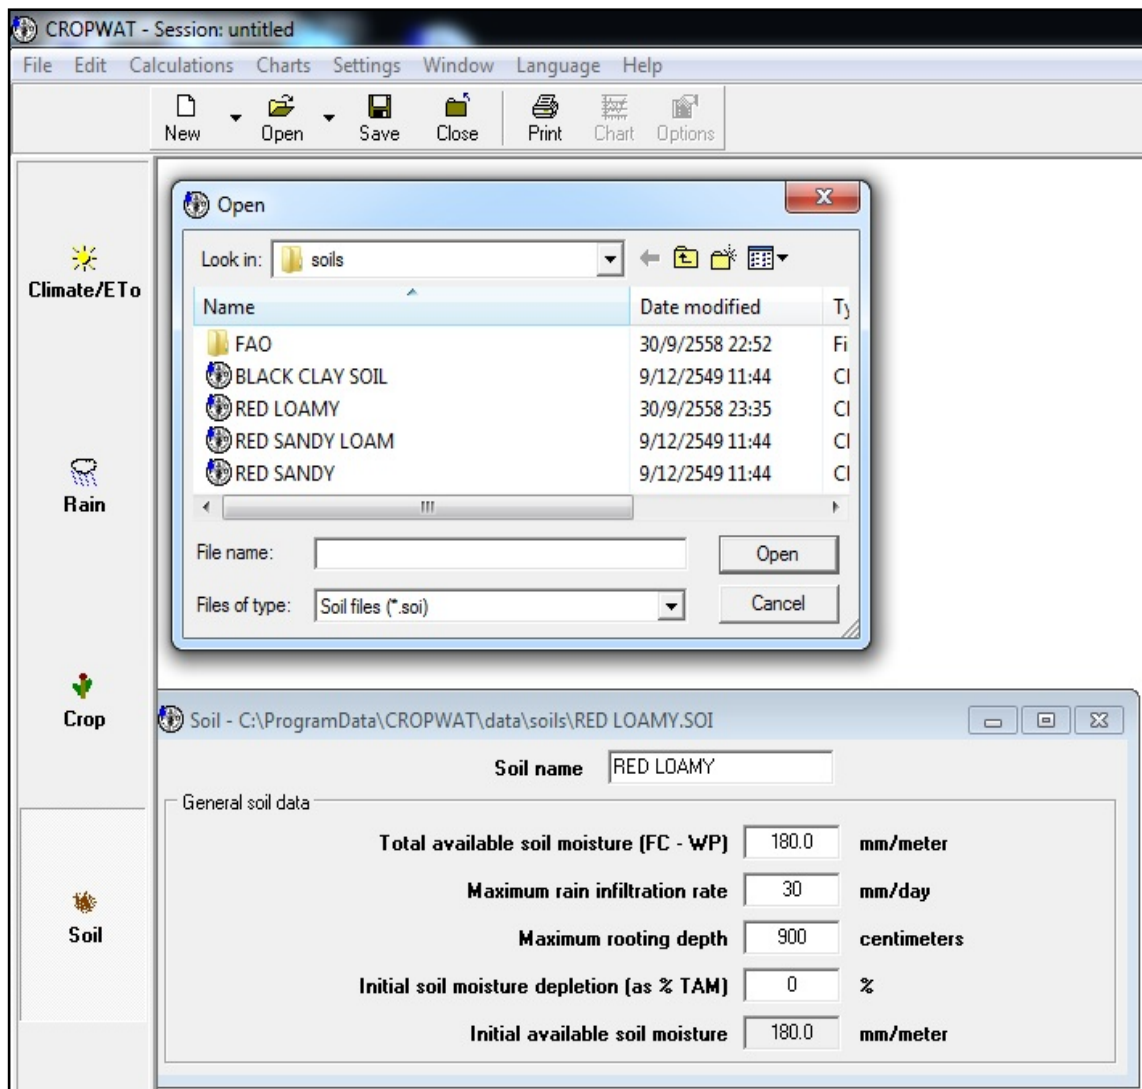 CROPWAT - Session: untitled
File Edit Calculations Charts Settings Window Language Help
New Open Save Close Print Chart Options
Climate/ETo
Rain
Crop
Soil
Open
Look in: soils
Name Date modified Ty
FAO 30/9/2558 22:52 Fi
BLACK CLAY SOIL 9/12/2549 11:44 Cl
RED LOAMY 30/9/2558 23:35 Cl
RED SANDY LOAM 9/12/2549 11:44 Cl
RED SANDY 9/12/2549 11:44 Cl
File name: Open
Files of type: Soil files (*.soi) Cancel
Soil - C:\ProgramData\CROPWAT\data\soils\RED LOAMY.SOI
Soil name RED LOAMY
General soil data
Total available soil moisture (FC - WP) 180.0 mm/meter
Maximum rain infiltration rate 30 mm/day
Maximum rooting depth 900 centimeters
Initial soil moisture depletion (as % TAM) 0 %
Initial available soil moisture 180.0 mm/meter